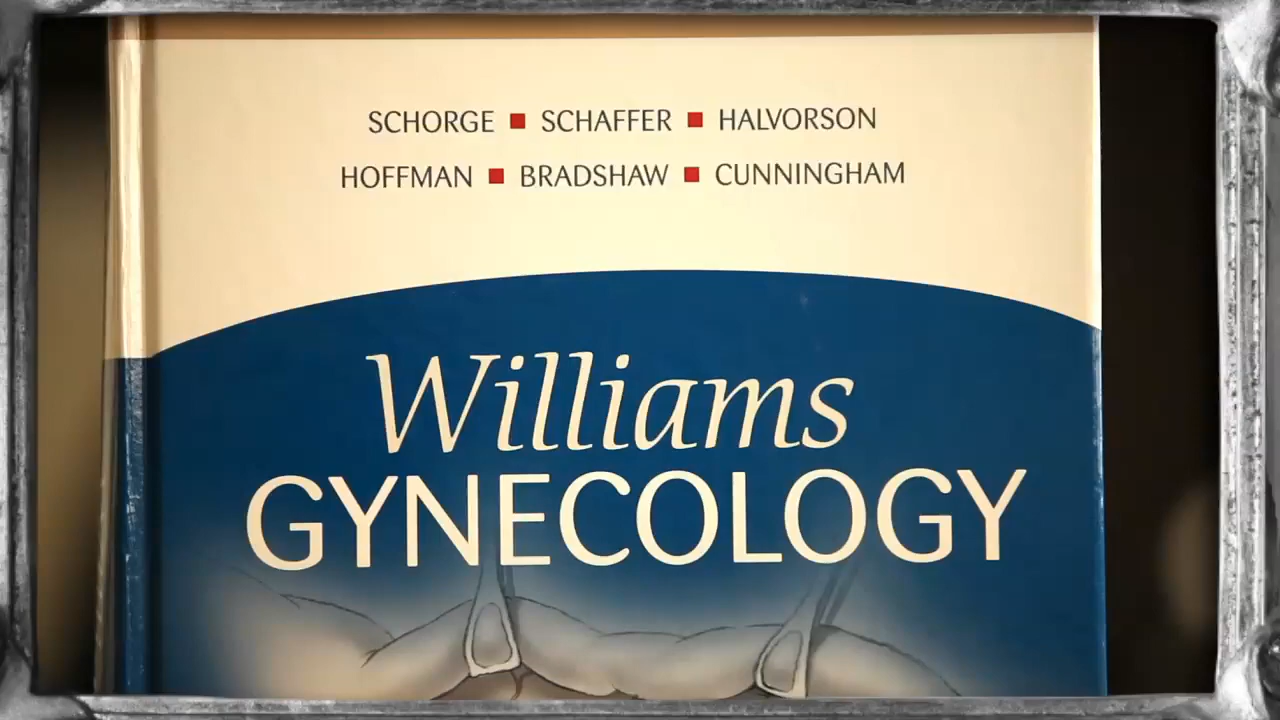 SCHORGE ■ SCHAFFER ■ HALVORSON
HOFFMAN ■ BRADSHAW ■ CUNNINGHAM
Williams
GYNECOLOGY